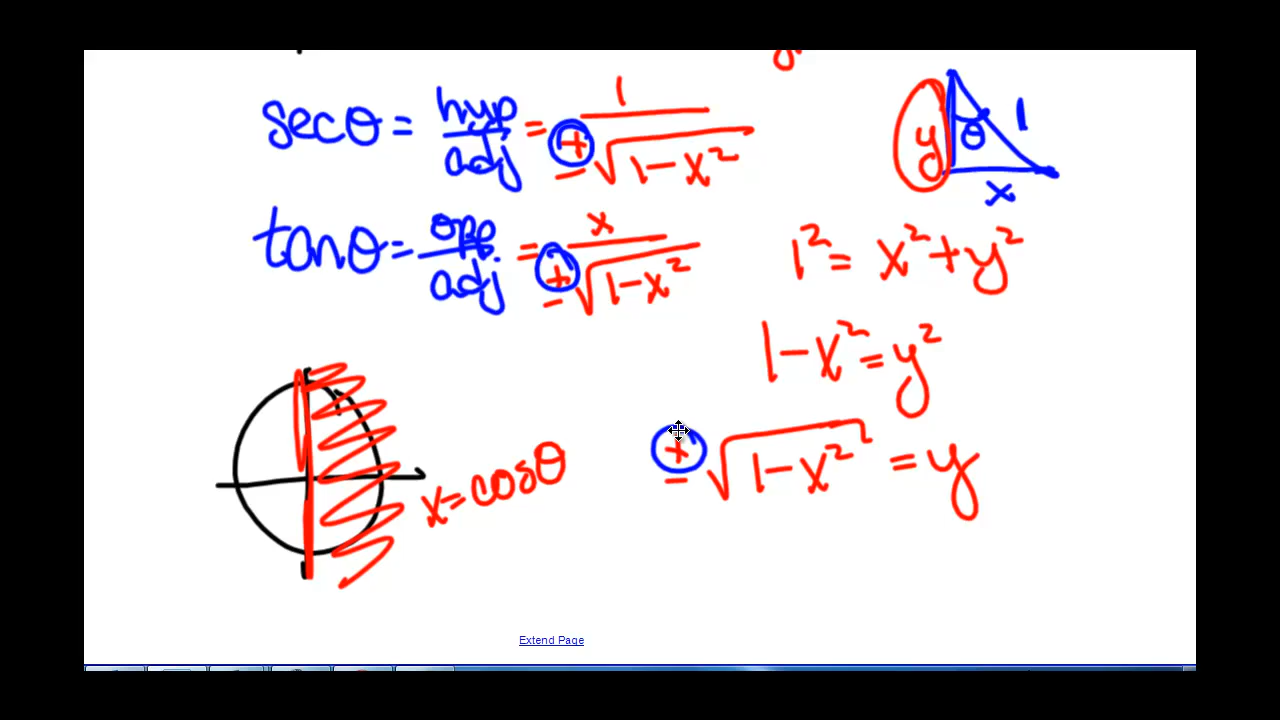 secθ = hyp/adj = 1/±√(1-x²)
y
θ
1
x
tanθ = opp/adj = x/±√(1-x²)
1² = x² + y²
1-x² = y²
±√(1-x²) = y
x = cosθ
Extend Page